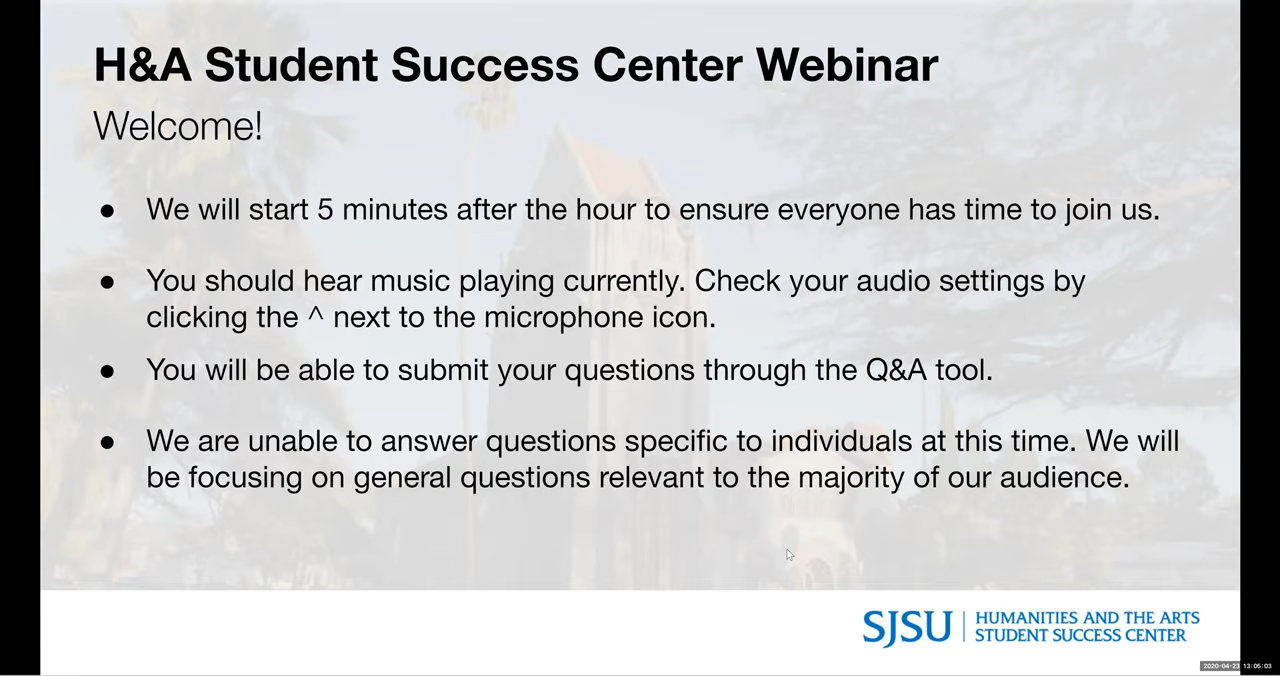 H&A Student Success Center Webinar
Welcome!
● We will start 5 minutes after the hour to ensure everyone has time to join us.
● You should hear music playing currently. Check your audio settings by
clicking the ^ next to the microphone icon.
● You will be able to submit your questions through the Q&A tool.
● We are unable to answer questions specific to individuals at this time. We will
be focusing on general questions relevant to the majority of our audience.
SJSU | HUMANITIES AND THE ARTS
STUDENT SUCCESS CENTER
2020-04-23 13:05:03